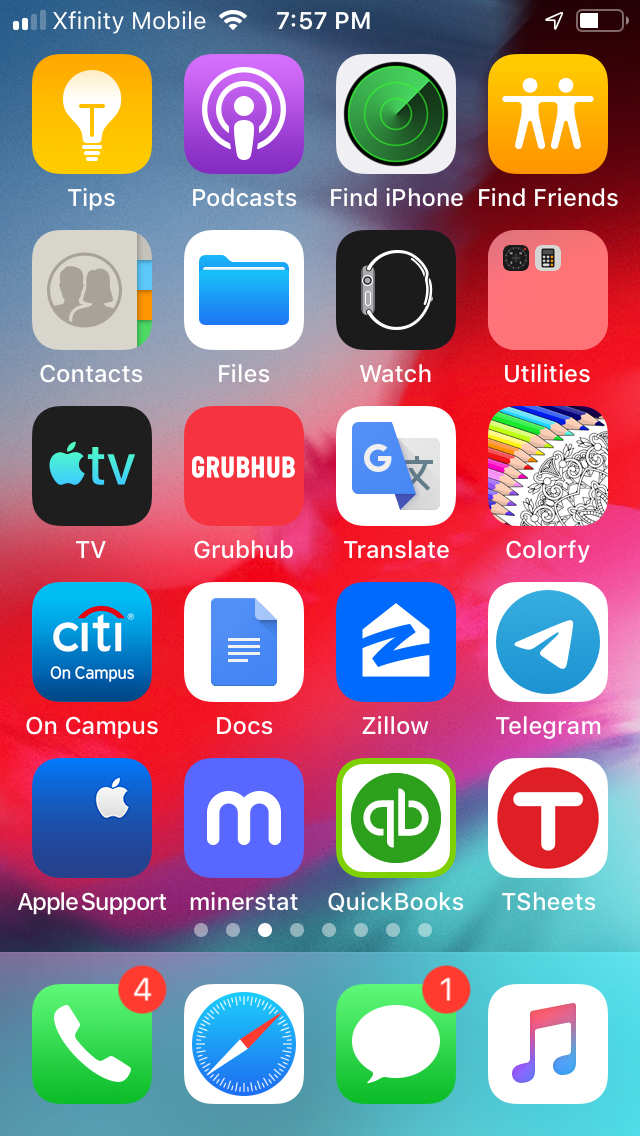 Xfinity Mobile 7:57 PM
Tips Podcasts Find iPhone Find Friends
Contacts Files Watch Utilities
tv GRUBHUB G 文
TV Grubhub Translate Colorfy
citi®
On Campus
On Campus Docs Zillow Telegram
m qb T
Apple Support minerstat QuickBooks TSheets
4 1